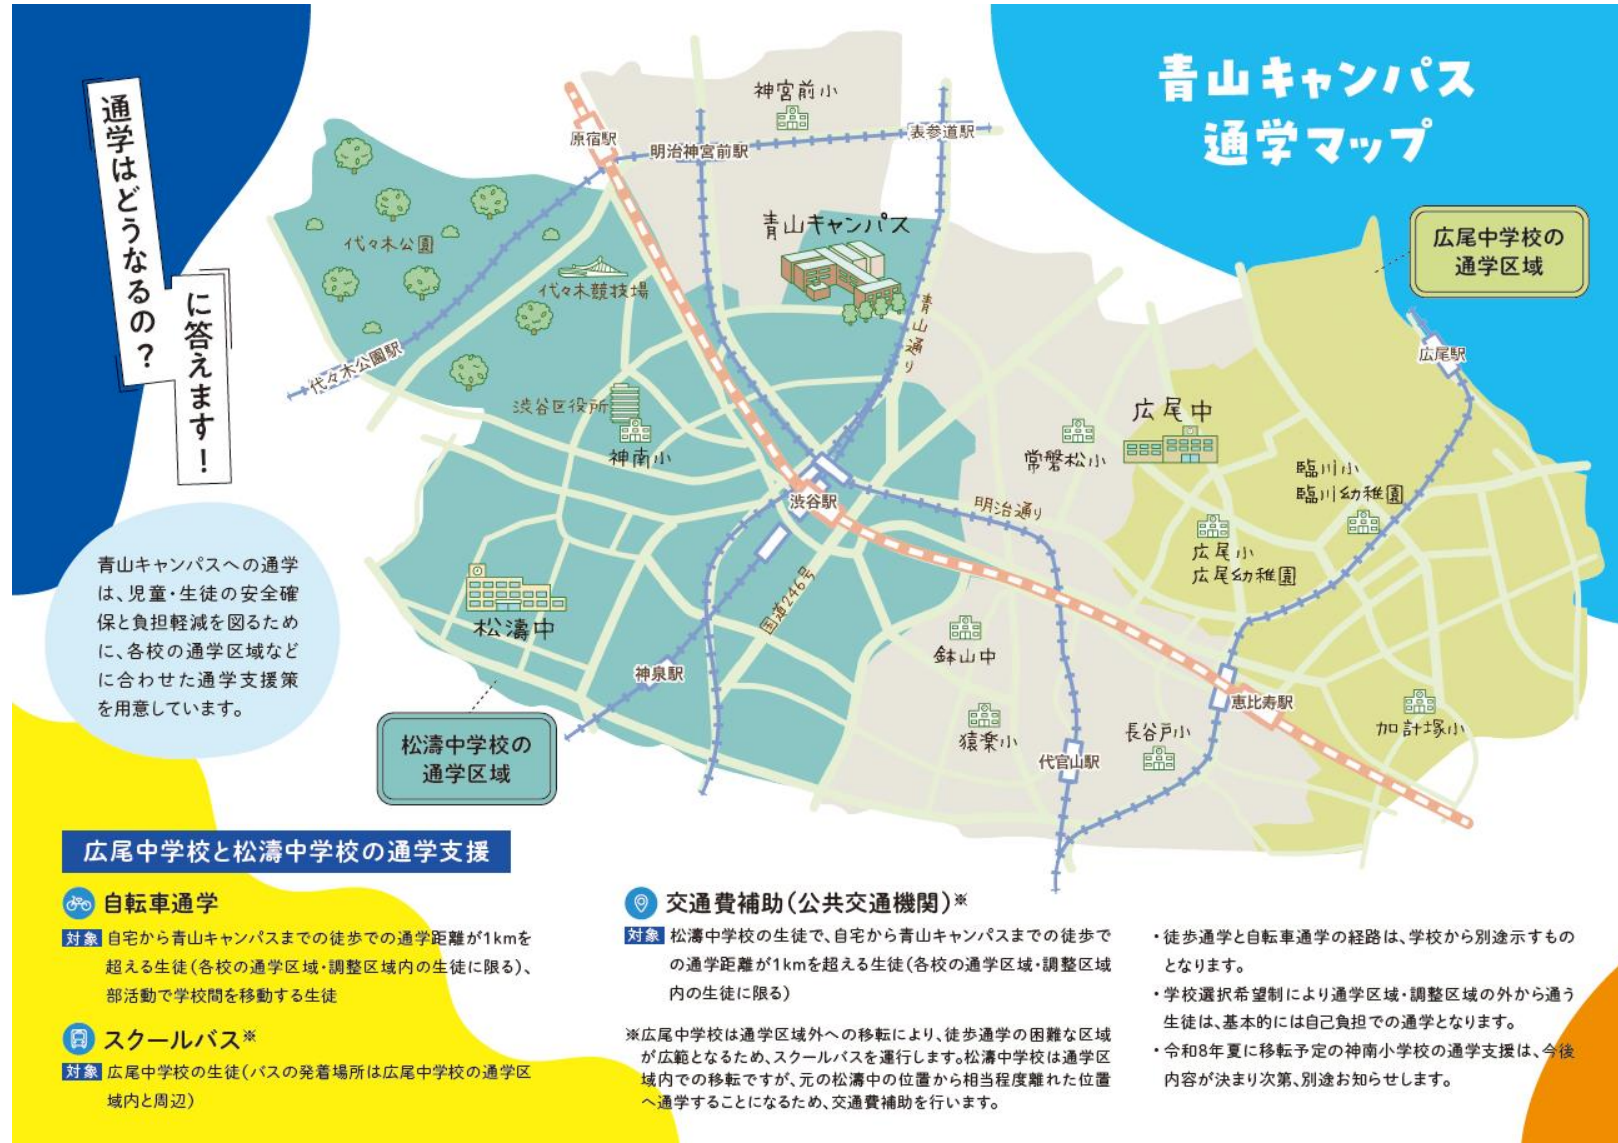 青山キャンパス
通学マップ
通学はどうなるの？
に答えます！
青山キャンパスへの通学
は、児童・生徒の安全確
保と負担軽減を図るため
に、各校の通学区域など
に合わせた通学支援策
を用意しています。
神宮前小
原宿駅
明治神宮前駅
表参道駅
青山キャンパス
代々木公園
代々木競技場
青山通り
代々木公園駅
渋谷区役所
神南小
広尾中学校の
通学区域
広尾駅
広尾中
常磐松小
臨川小
臨川幼稚園
渋谷駅
明治通り
広尾小
広尾幼稚園
国道246号
松濤中
鉢山中
神泉駅
恵比寿駅
加計塚小
猿楽小
長谷戸小
代官山駅
松濤中学校の
通学区域
広尾中学校と松濤中学校の通学支援
自転車通学
対象 自宅から青山キャンパスまでの徒歩での通学距離が1kmを
超える生徒（各校の通学区域・調整区域内の生徒に限る）、
部活動で学校間を移動する生徒
スクールバス※
対象 広尾中学校の生徒（バスの発着場所は広尾中学校の通学区
域内と周辺）
交通費補助（公共交通機関）※
対象 松濤中学校の生徒で、自宅から青山キャンパスまでの徒歩で
の通学距離が1kmを超える生徒（各校の通学区域・調整区域
内の生徒に限る）
※広尾中学校は通学区域外への移転により、徒歩通学の困難な区域
が広範となるため、スクールバスを運行します。松濤中学校は通学区
域内での移転ですが、元の松濤中の位置から相当程度離れた位置
へ通学することになるため、交通費補助を行います。
・徒歩通学と自転車通学の経路は、学校から別途示すもの
となります。
・学校選択希望制により通学区域・調整区域の外から通う
生徒は、基本的には自己負担での通学となります。
・令和8年夏に移転予定の神南小学校の通学支援は、今後
内容が決まり次第、別途お知らせします。